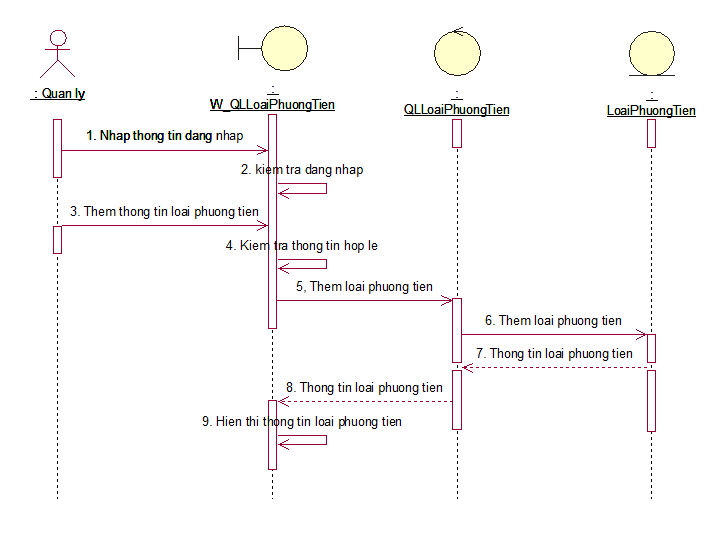 : Quan ly
:
W_QLLoaiPhuongTien
:
QLLoaiPhuongTien
:
LoaiPhuongTien
1. Nhap thong tin dang nhap
2. kiem tra dang nhap
3. Them thong tin loai phuong tien
4. Kiem tra thong tin hop le
5, Them loai phuong tien
6. Them loai phuong tien
7. Thong tin loai phuong tien
8. Thong tin loai phuong tien
9. Hien thi thong tin loai phuong tien